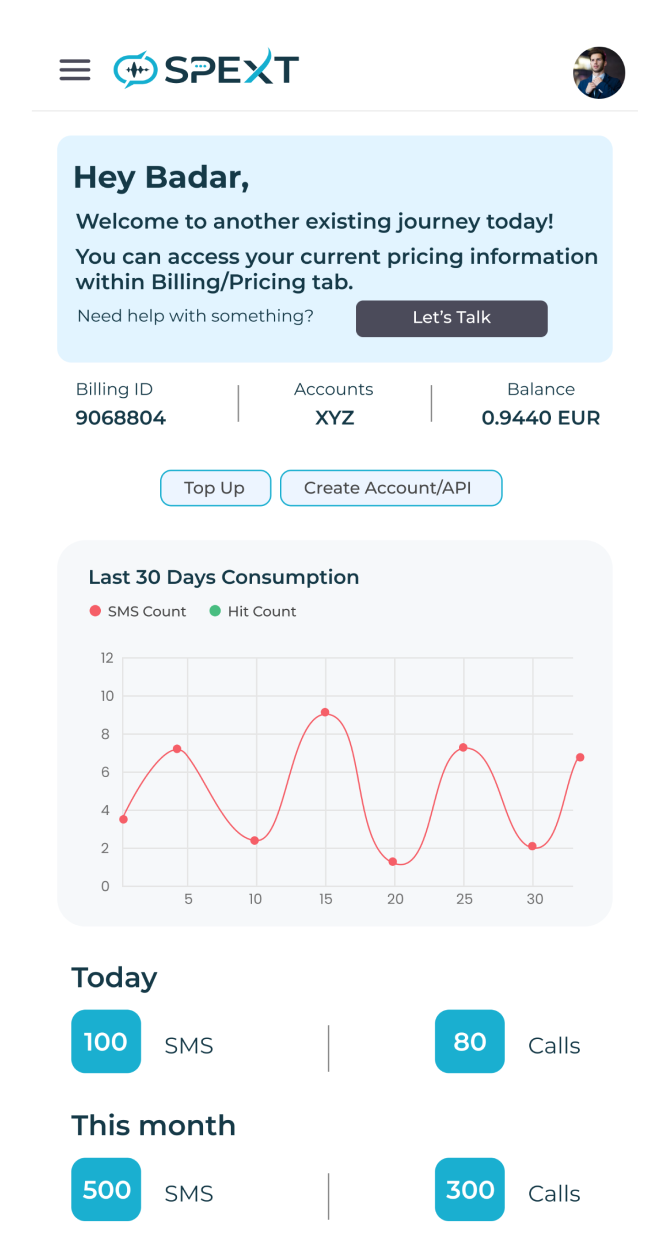 SPEXT
Hey Badar,
Welcome to another existing journey today!
You can access your current pricing information
within Billing/Pricing tab.
Need help with something?
Let's Talk
Billing ID
9068804
Accounts
XYZ
Balance
0.9440 EUR
Top Up
Create Account/API
Last 30 Days Consumption
SMS Count
Hit Count
12
10
8
6
4
2
0
5 10 15 20 25 30
Today
100 SMS
80 Calls
This month
500 SMS
300 Calls